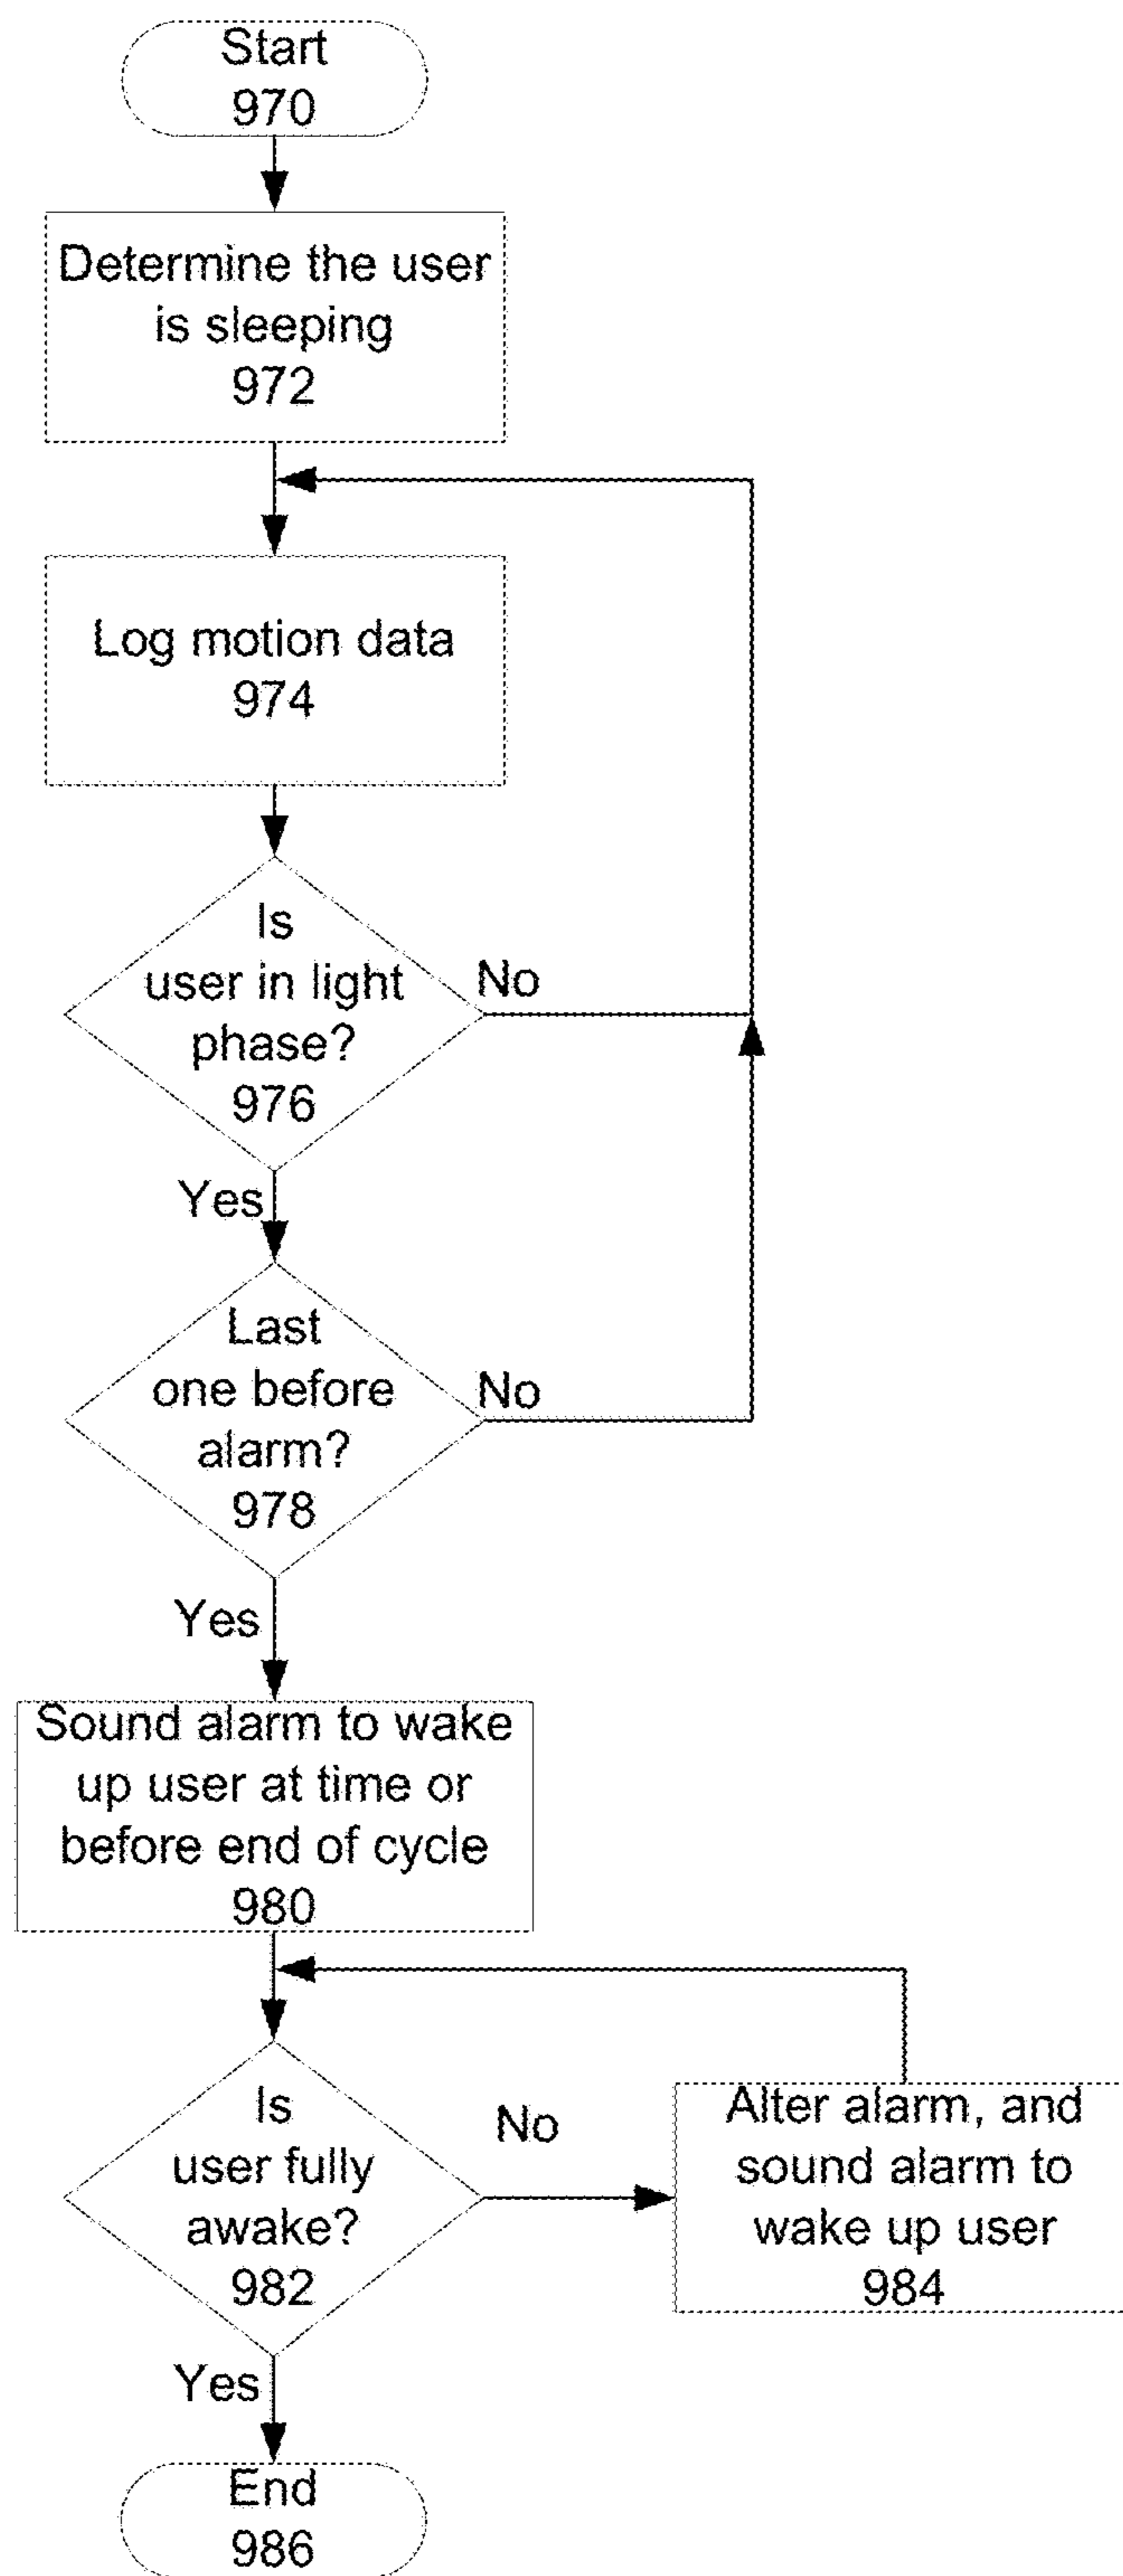 Start
970
Determine the user
is sleeping
972
Log motion data
974
Is
user in light
phase?
976
No
Yes
Last
one before
alarm?
978
No
Yes
Sound alarm to wake
up user at time or
before end of cycle
980
Is
user fully
awake?
982
No
Alter alarm, and
sound alarm to
wake up user
984
Yes
End
986